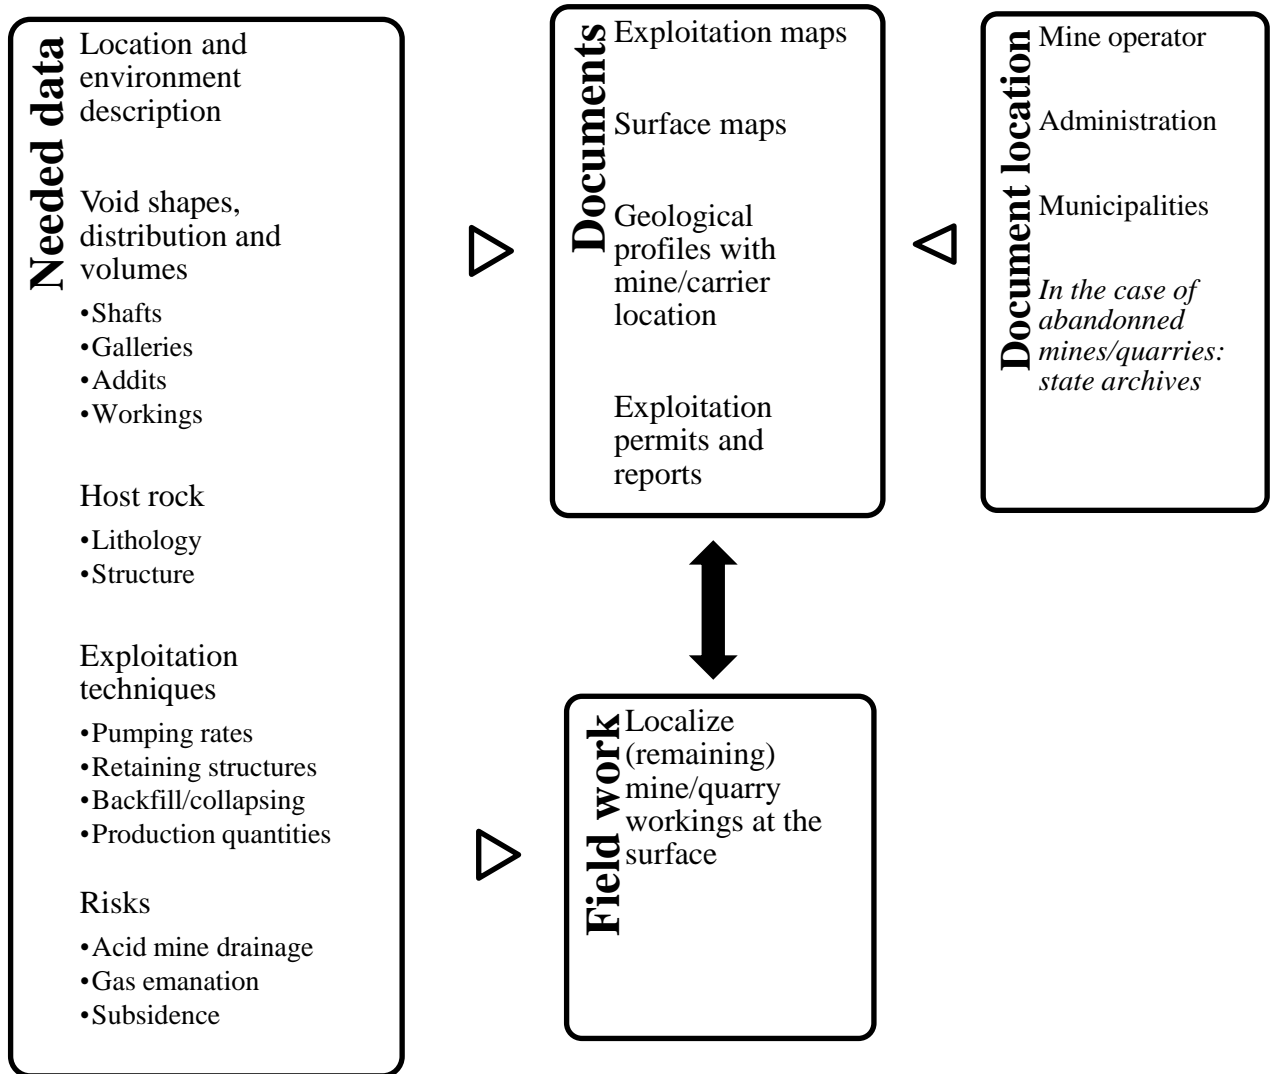 Needed data
Location and
environment
description
Void shapes,
distribution and
volumes
•Shafts
•Galleries
•Addits
•Workings
Host rock
•Lithology
•Structure
Exploitation
techniques
•Pumping rates
•Retaining structures
•Backfill/collapsing
•Production quantities
Risks
•Acid mine drainage
•Gas emanation
•Subsidence
Documents
Exploitation maps
Surface maps
Geological
profiles with
mine/carrier
location
Exploitation
permits and
reports
Document location
Mine operator
Administration
Municipalities
In the case of
abandonned
mines/quarries:
state archives
Field work
Localize
(remaining)
mine/quarry
workings at the
surface